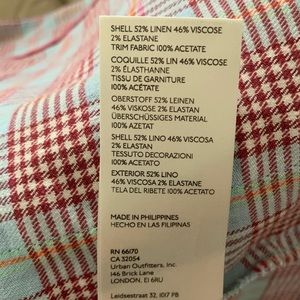 SHELL 52% LINEN 46% VISCOSE
2% ELASTANE
TRIM FABRIC 100% ACETATE
COQUILLE 52% LIN 46% VISCOSE
2% ÉLASTHANNE
TISSU DE GARNITURE
100% ACÉTATE
OBERSTOFF 52% LEINEN
46% VISKOSE 2% ELASTAN
ÜBERSCHÜSSIGES MATERIAL
100% AZETAT
SHELL 52% LINO 46% VISCOSA
2% ELASTAN
TESSUTO DECORAZIONI
100% ACETATO
EXTERIOR 52% LINO
46% VISCOSA 2% ELASTANE
TELA DEL RIBETE 100% ACETATO
MADE IN PHILIPPINES
HECHO EN LAS FILIPINAS
RN 66170
CA 32054
Urban Outfitters, Inc.
146 Brick Lane
LONDON, E1 6RU
Leidsestraat 32, 1017 PB